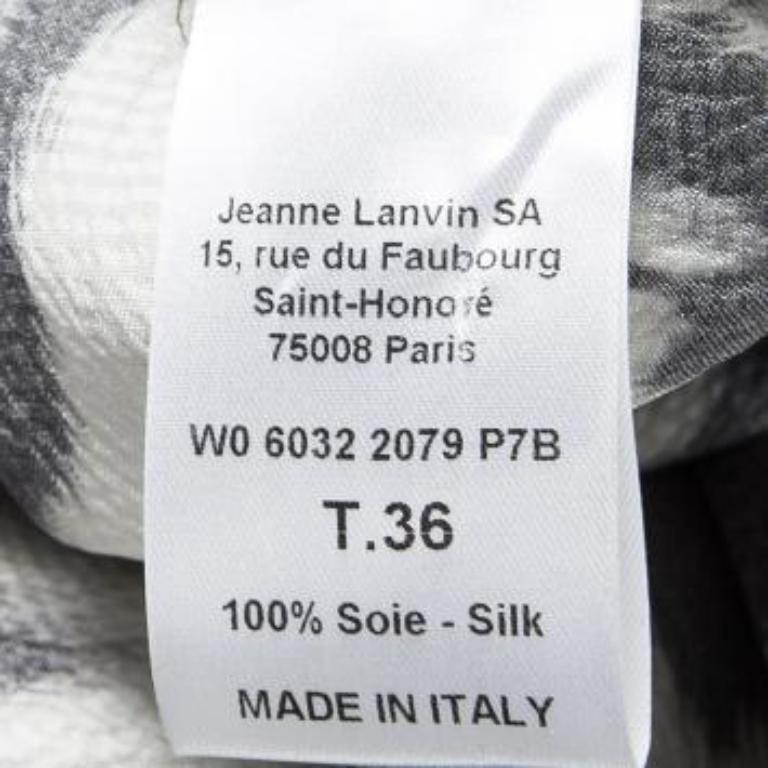 Jeanne Lanvin SA
15, rue du Faubourg
Saint-Honoré
75008 Paris
W0 6032 2079 P7B
T.36
100% Soie - Silk
MADE IN ITALY